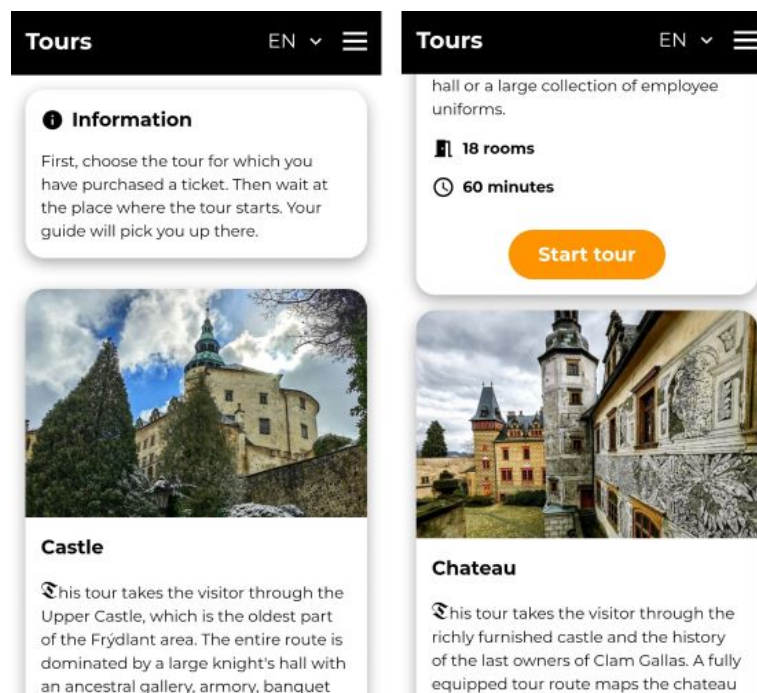 Tours
EN
Information
First, choose the tour for which you
have purchased a ticket. Then wait at
the place where the tour starts. Your
guide will pick you up there.
Castle
This tour takes the visitor through the
Upper Castle, which is the oldest part
of the Frýdlant area. The entire route is
dominated by a large knight's hall with
an ancestral gallery, armory, banquet
Tours
EN
hall or a large collection of employee
uniforms.
18 rooms
60 minutes
Start tour
Chateau
This tour takes the visitor through the
richly furnished castle and the history
of the last owners of Clam Gallas. A fully
equipped tour route maps the chateau